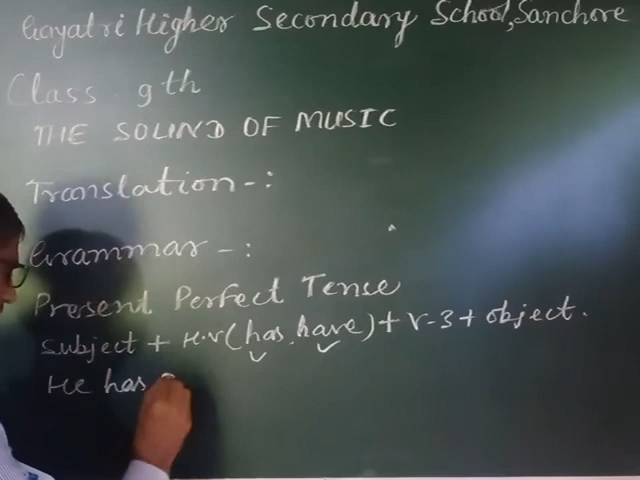 Gayatri Higher Secondary School, Sanchore
Class 9th
THE SOUND OF MUSIC
Translation -:
Grammar -:
Present Perfect Tense
Subject + H.V (has, have) + V-3 + object.
He has